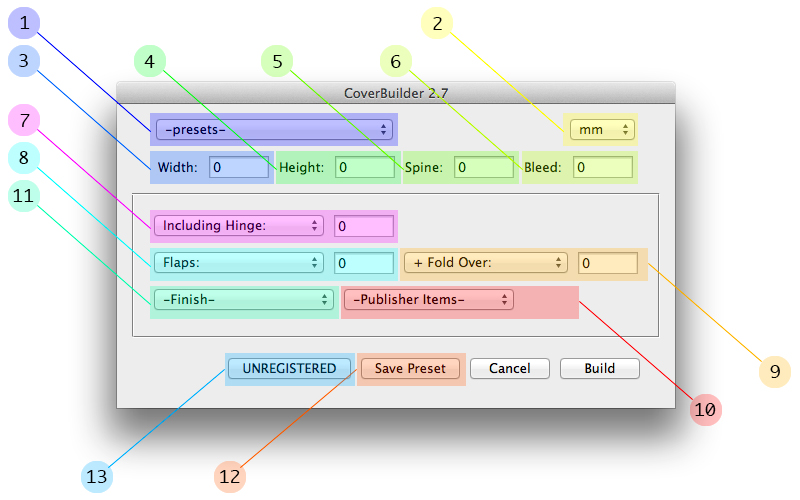 1
2
3
4
5
6
CoverBuilder 2.7
-presets-
mm
7
Width: 0 Height: 0 Spine: 0 Bleed: 0
8
11
Including Hinge: 0
Flaps: 0 + Fold Over: 0
-Finish- -Publisher Items-
UNREGISTERED Save Preset Cancel Build
9
10
13
12